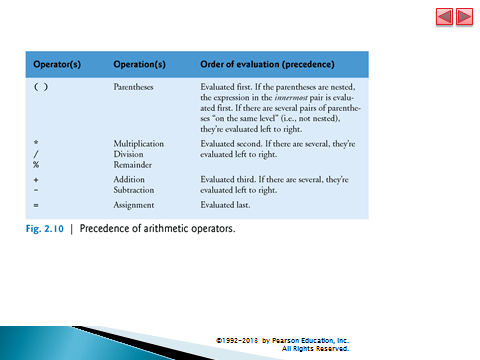 Operator(s) Operation(s) Order of evaluation (precedence)
( ) Parentheses Evaluated first. If the parentheses are nested,
the expression in the innermost pair is evalu-
ated first. If there are several pairs of parenthe-
ses “on the same level” (i.e., not nested),
they’re evaluated left to right.
* Multiplication Evaluated second. If there are several, they’re
/ Division evaluated left to right.
% Remainder
+ Addition Evaluated third. If there are several, they’re
- Subtraction evaluated left to right.
= Assignment Evaluated last.
Fig. 2.10 | Precedence of arithmetic operators.
©1992-2018 by Pearson Education, Inc.
All Rights Reserved.